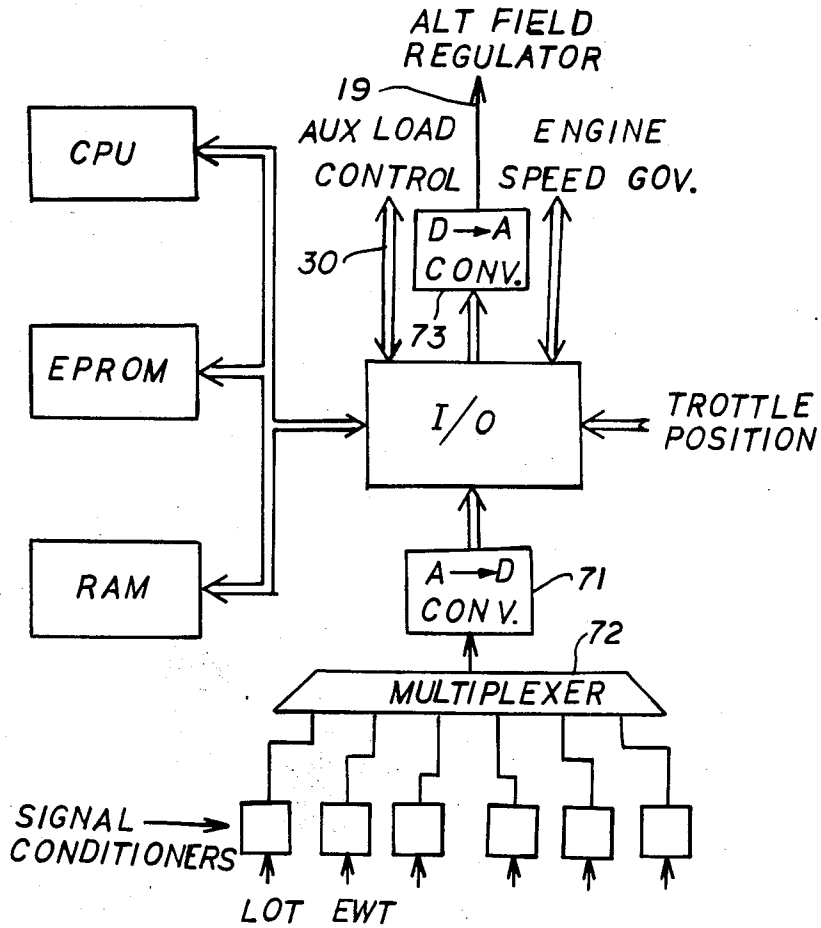 ALT FIELD
REGULATOR
19
AUX LOAD
CONTROL
ENGINE
SPEED GOV.
CPU
D→A
CONV.
30
73
EPROM
I/O
TROTTLE
POSITION
RAM
A→D
CONV.
71
72
MULTIPLEXER
SIGNAL
CONDITIONERS
LOT EWT